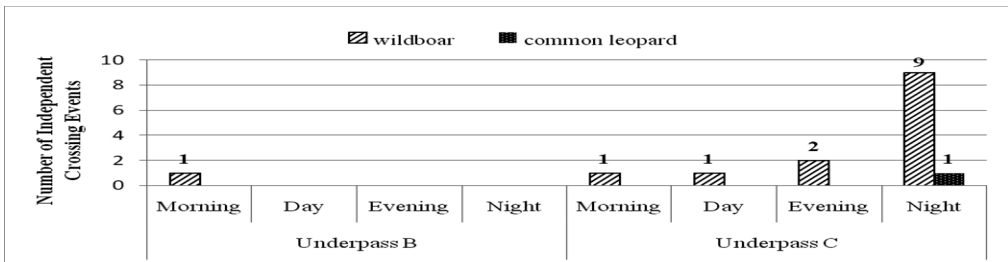 wildboar common leopard
Number of Independent
Crossing Events
10
8
6
4
2
0
1 1 1 2 9 1
Morning Day Evening Night Morning Day Evening Night
Underpass B Underpass C